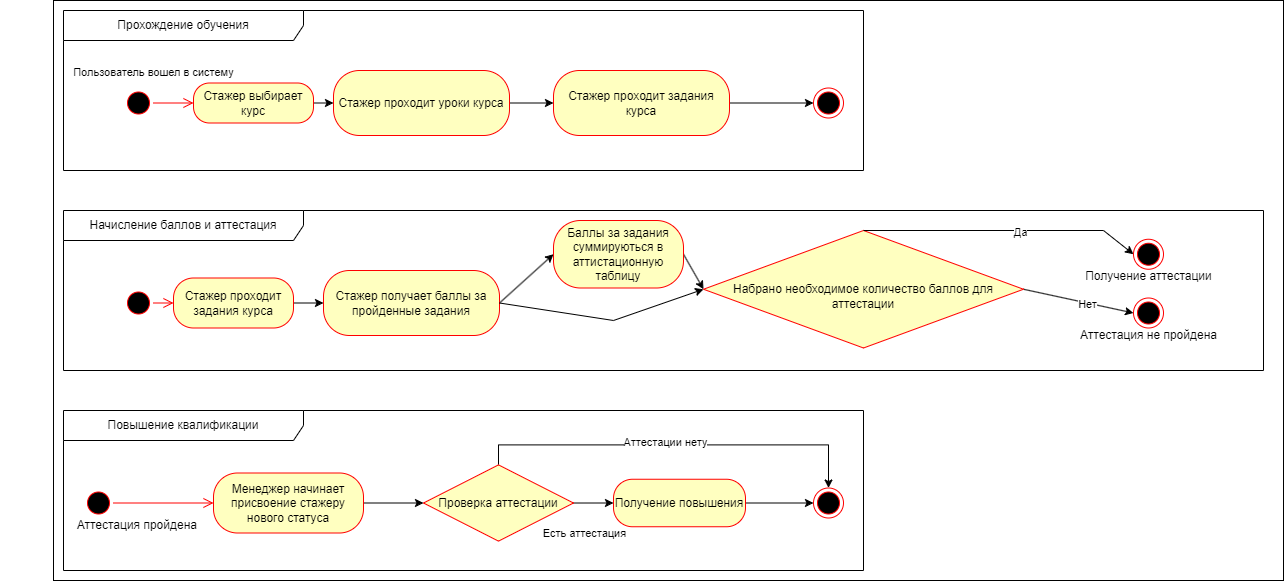 Прохождение обучения
Пользователь вошел в систему
Стажер выбирает
курс
Стажер проходит уроки курса
Стажер проходит задания
курса
Начисление баллов и аттестация
Стажер проходит
задания курса
Стажер получает баллы за
пройденные задания
Баллы за задания
суммируються в
аттистационную
таблицу
Набрано необходимое количество баллов для
аттестации
Да
Получение аттестации
Нет
Аттестация не пройдена
Повышение квалификации
Аттестация пройдена
Менеджер начинает
присвоение стажеру
нового статуса
Проверка аттестации
Аттестации нету
Есть аттестация
Получение повышения